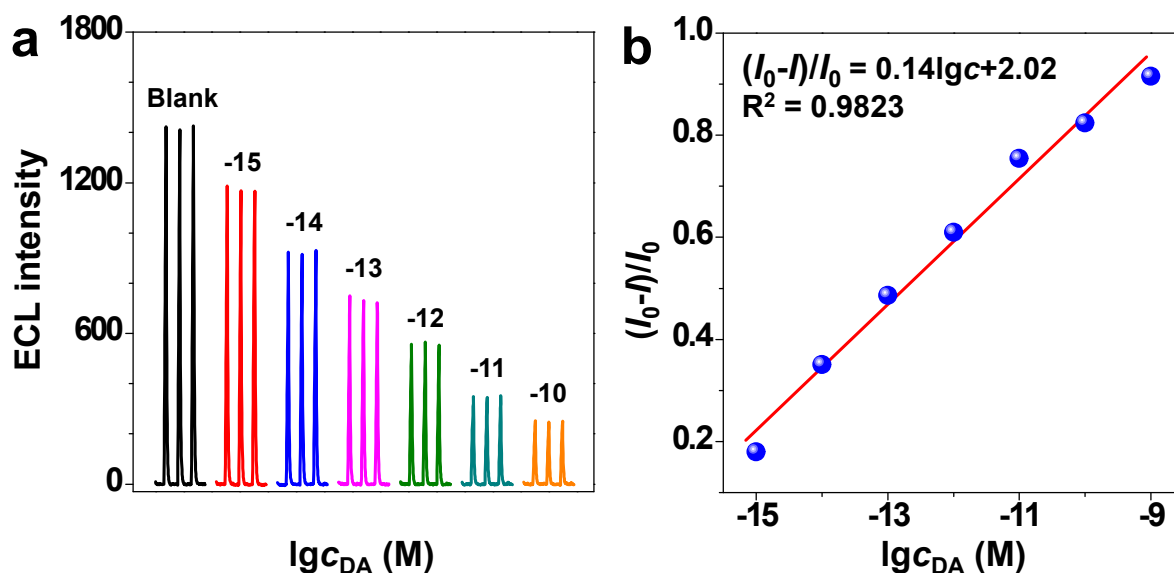 a
1800
1200
600
0
ECL intensity
Blank
-15
-14
-13
-12
-11
-10
lgc_DA (M)
b
1.0
0.8
0.6
0.4
0.2
(I₀-I)/I₀
(I₀-I)/I₀ = 0.14lgc+2.02
R² = 0.9823
-15 -13 -11 -9
lgc_DA (M)